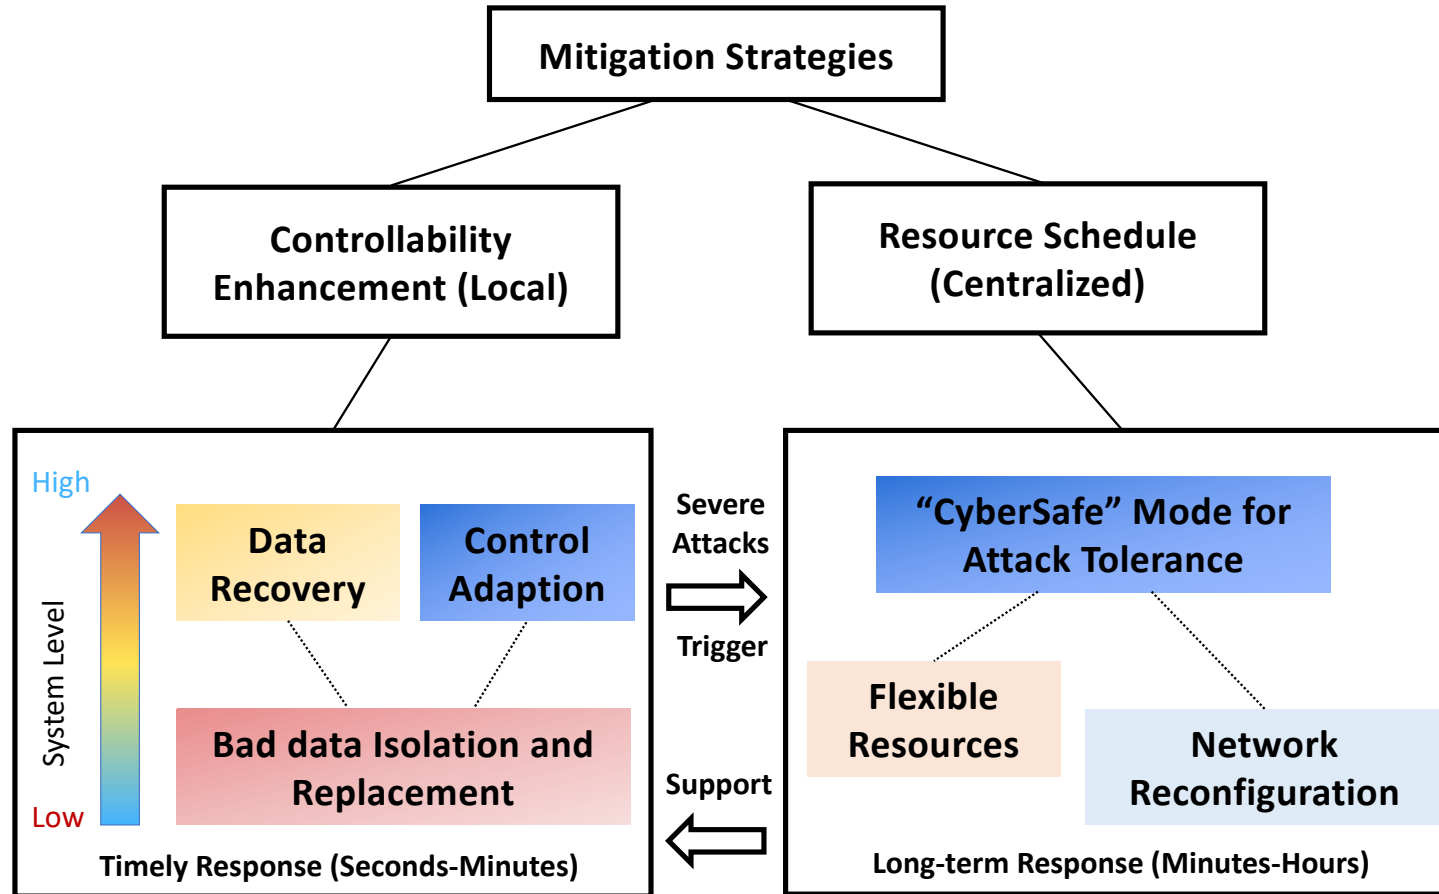 Mitigation Strategies
Controllability
Enhancement (Local)
Resource Schedule
(Centralized)
High
System Level
Low
Data
Recovery
Control
Adaption
Bad data Isolation and
Replacement
Timely Response (Seconds-Minutes)
Severe
Attacks
Trigger
Support
“CyberSafe” Mode for
Attack Tolerance
Flexible
Resources
Network
Reconfiguration
Long-term Response (Minutes-Hours)